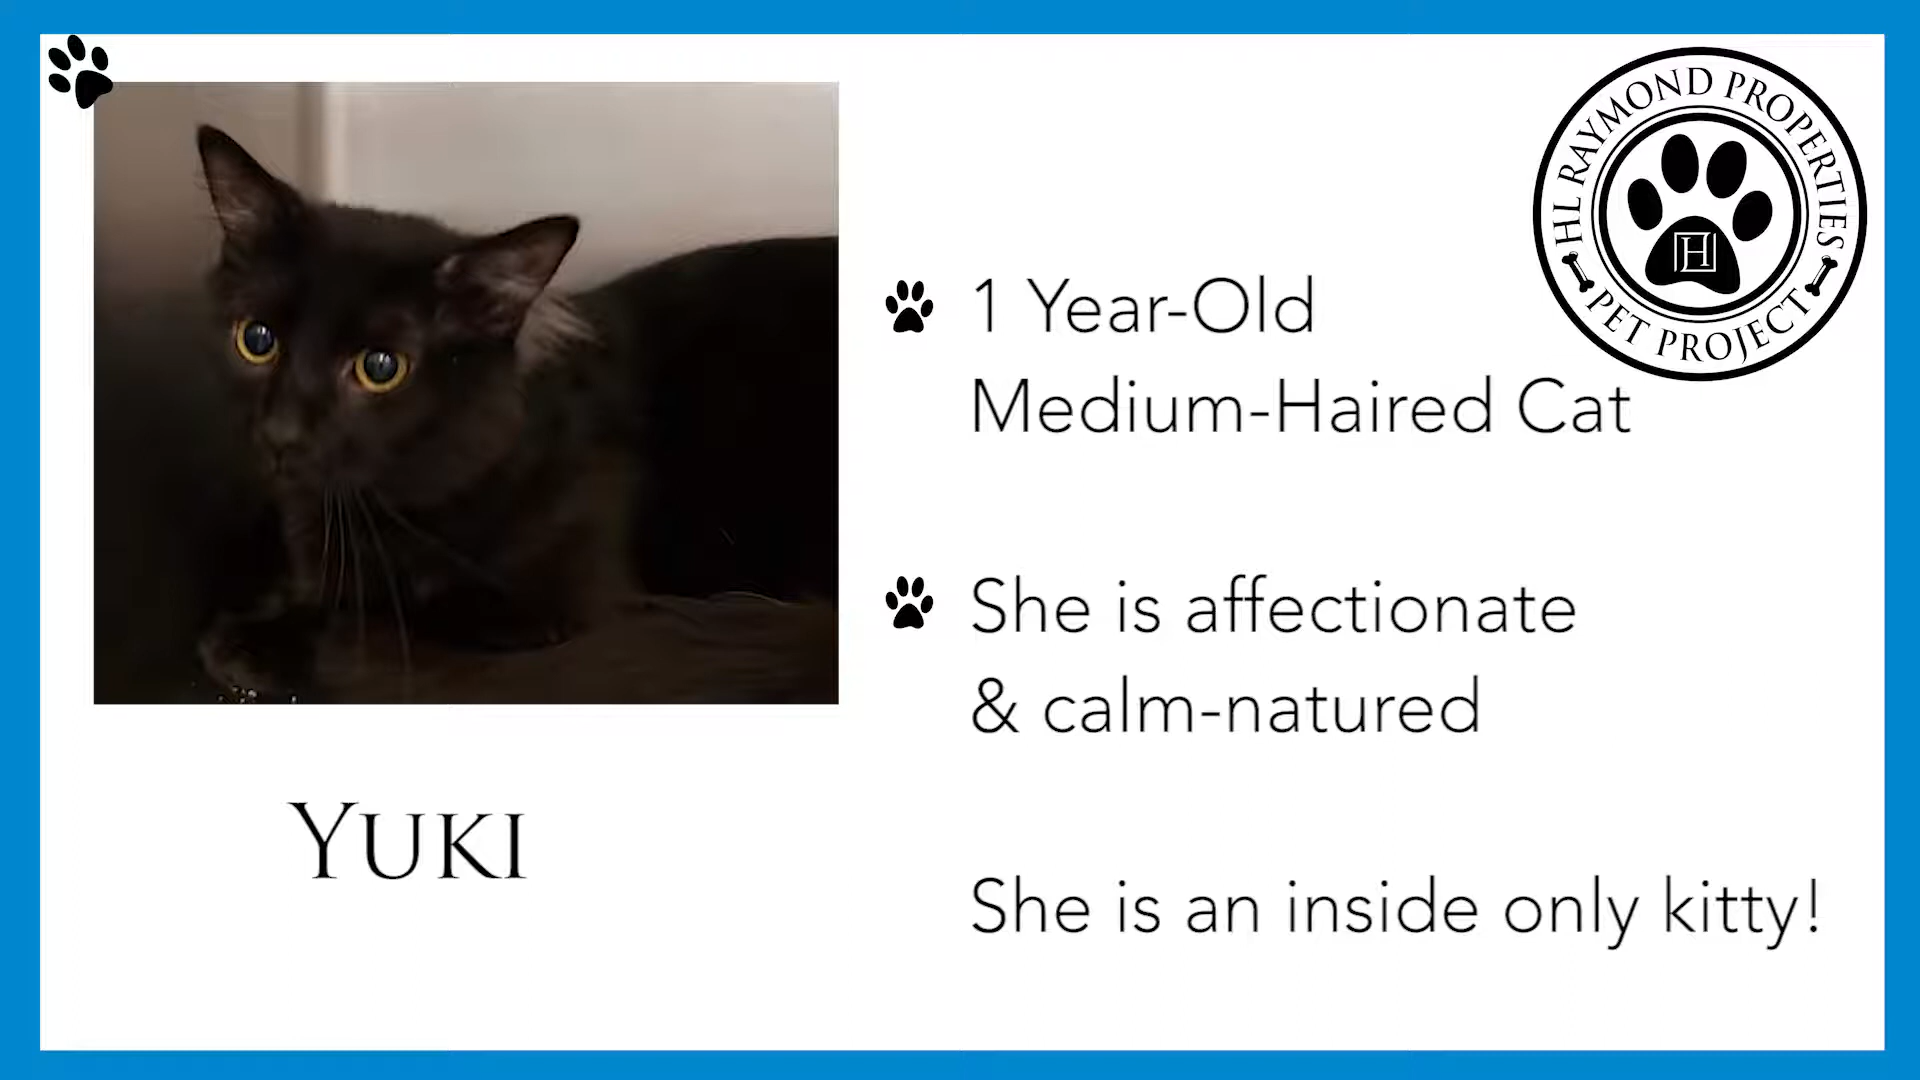 HL RAYMOND PROPERTIES
PET PROJECT
H
1 Year-Old
Medium-Haired Cat
She is affectionate
& calm-natured
She is an inside only kitty!
YUKI